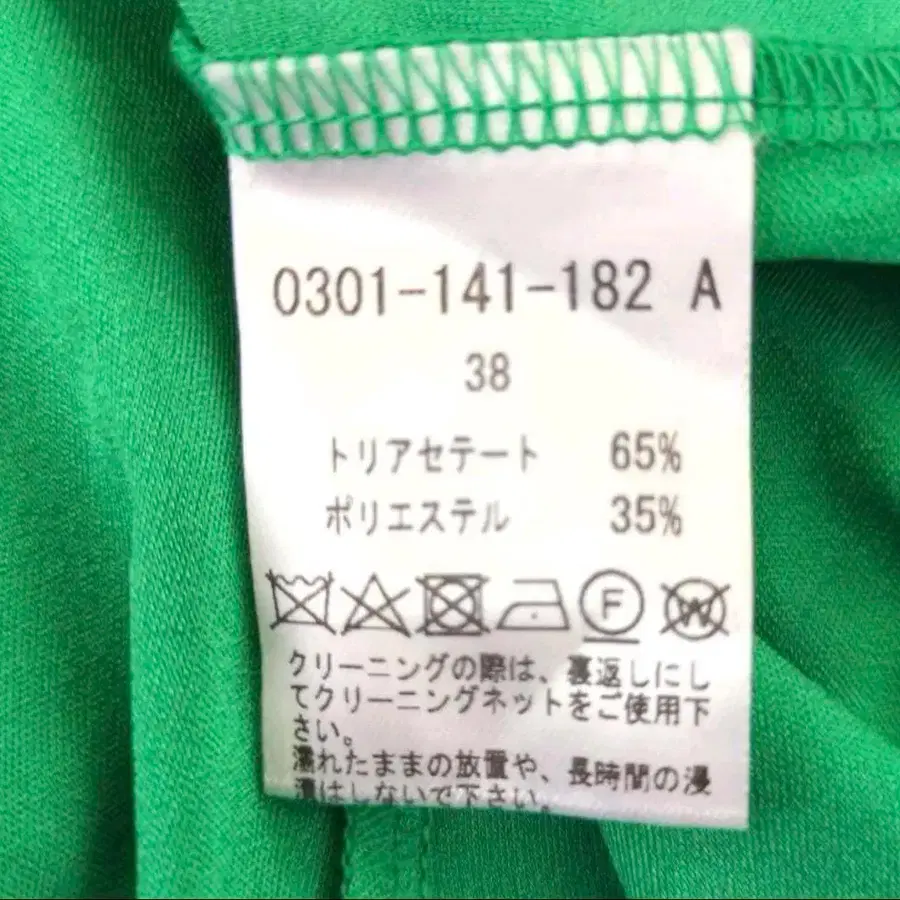 0301-141-182 A
38
トリアセテート 65%
ポリエステル 35%
F W
クリーニングの際は、裏返しにし
てクリーニングネットをご使用下
さい。
濡れたままの放置や、長時間の浸
漬はしないで下さい。